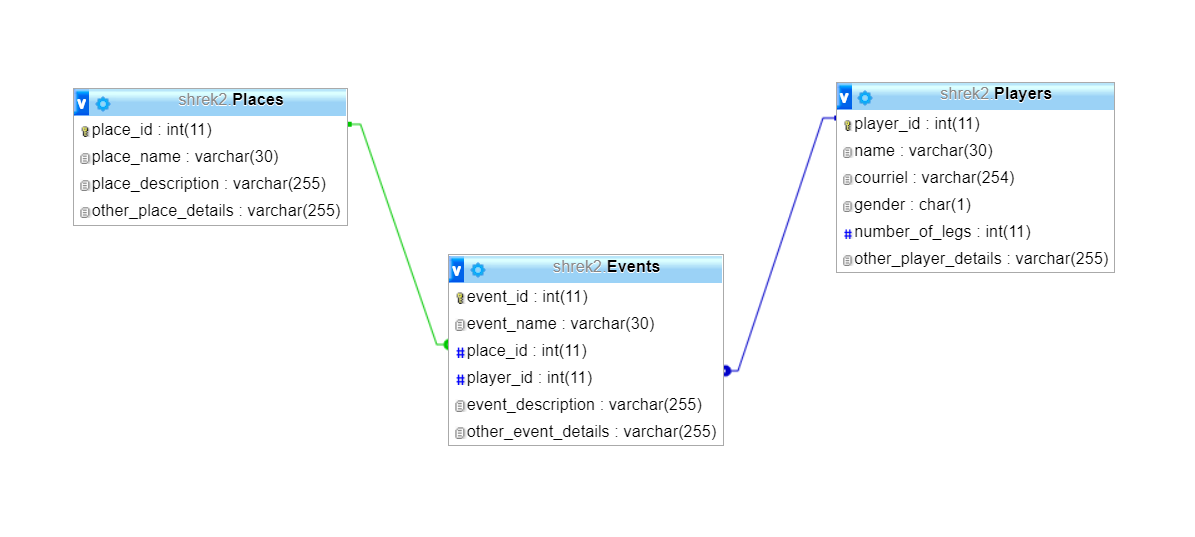 v shrek2.Places
place_id : int(11)
place_name : varchar(30)
place_description : varchar(255)
other_place_details : varchar(255)
v shrek2.Players
player_id : int(11)
name : varchar(30)
courriel : varchar(254)
gender : char(1)
# number_of_legs : int(11)
other_player_details : varchar(255)
v shrek2.Events
event_id : int(11)
event_name : varchar(30)
# place_id : int(11)
# player_id : int(11)
event_description : varchar(255)
other_event_details : varchar(255)